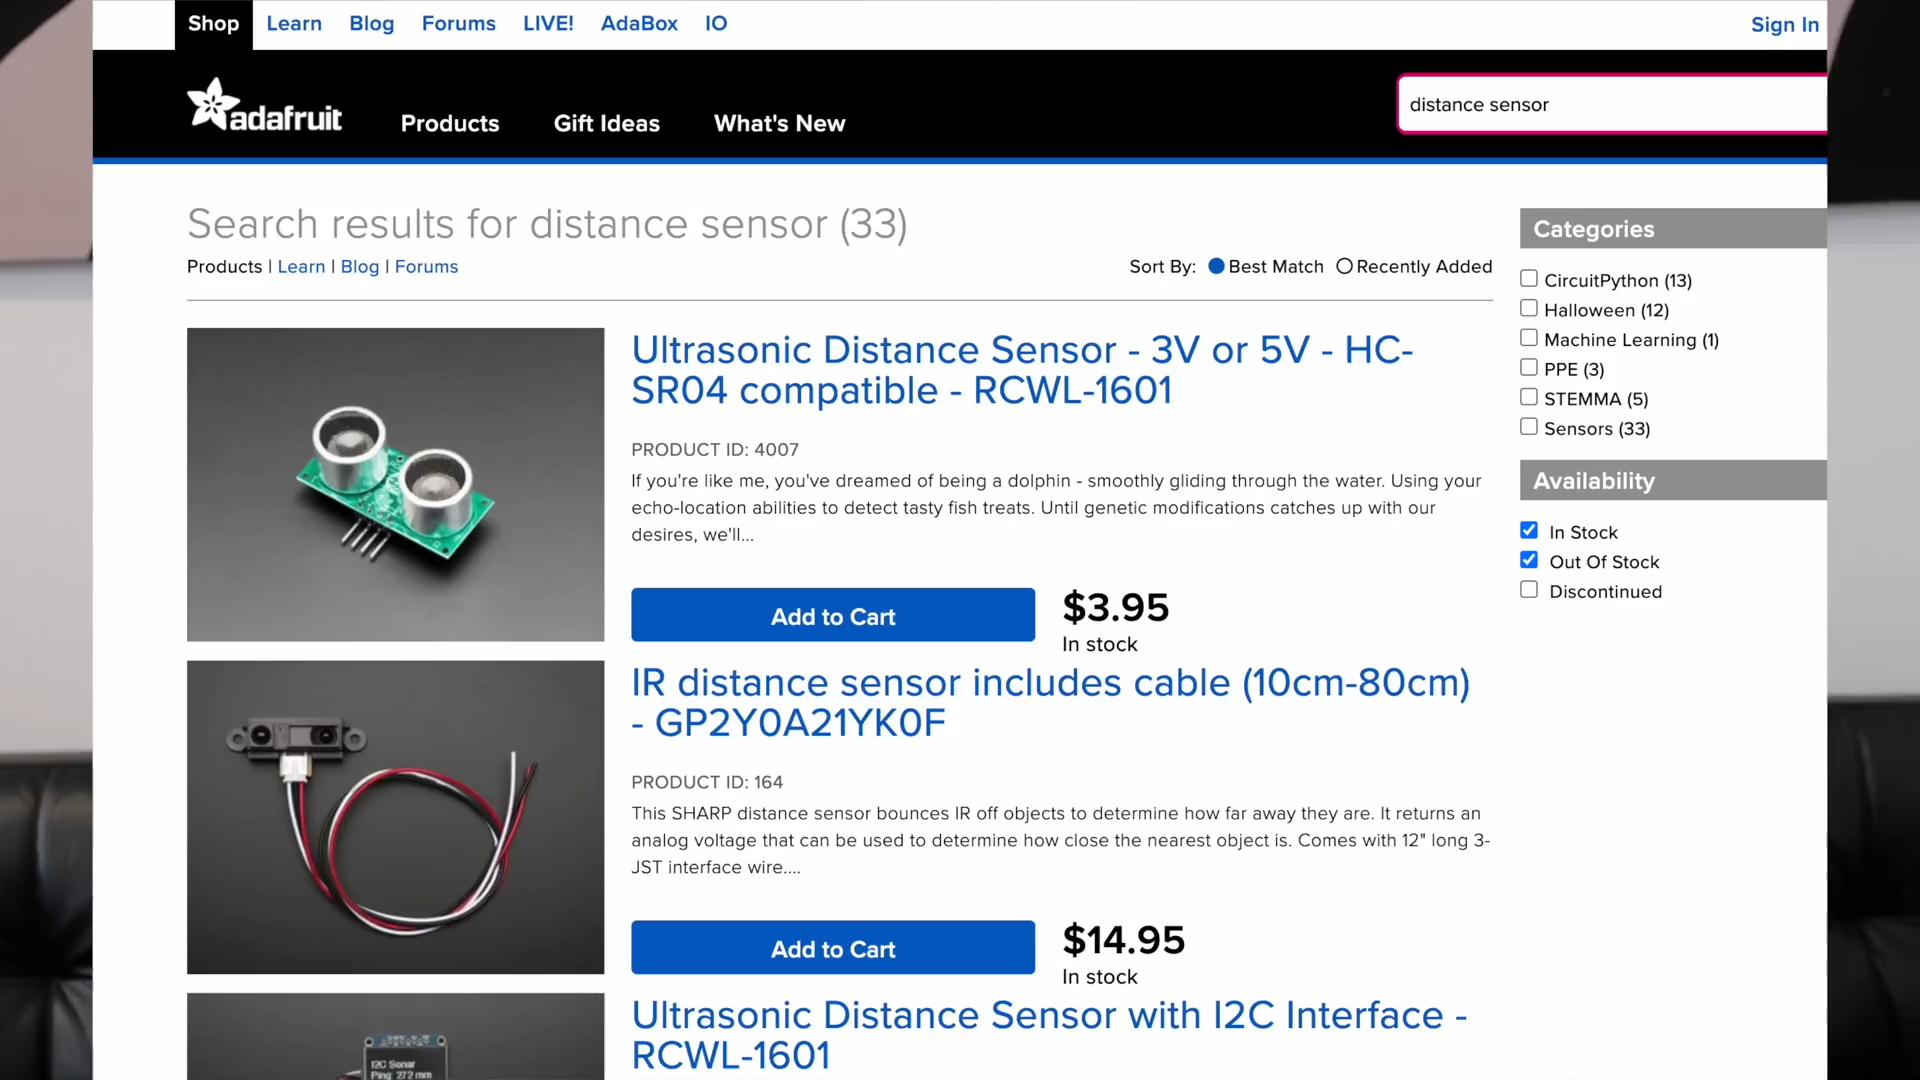 Shop Learn Blog Forums LIVE! AdaBox IO Sign In
adafruit Products Gift Ideas What's New distance sensor
Search results for distance sensor (33)
Products | Learn | Blog | Forums
Sort By: Best Match Recently Added
Ultrasonic Distance Sensor - 3V or 5V - HC-
SR04 compatible - RCWL-1601
PRODUCT ID: 4007
If you're like me, you've dreamed of being a dolphin - smoothly gliding through the water. Using your
echo-location abilities to detect tasty fish treats. Until genetic modifications catches up with our
desires, we'll...
Add to Cart
$3.95
In stock
IR distance sensor includes cable (10cm-80cm)
- GP2Y0A21YK0F
PRODUCT ID: 164
This SHARP distance sensor bounces IR off objects to determine how far away they are. It returns an
analog voltage that can be used to determine how close the nearest object is. Comes with 12" long 3-
JST interface wire....
Add to Cart
$14.95
In stock
Ultrasonic Distance Sensor with I2C Interface -
RCWL-1601
I2C Sonar
Ping: 272 mm
Categories
CircuitPython (13)
Halloween (12)
Machine Learning (1)
PPE (3)
STEMMA (5)
Sensors (33)
Availability
In Stock
Out Of Stock
Discontinued